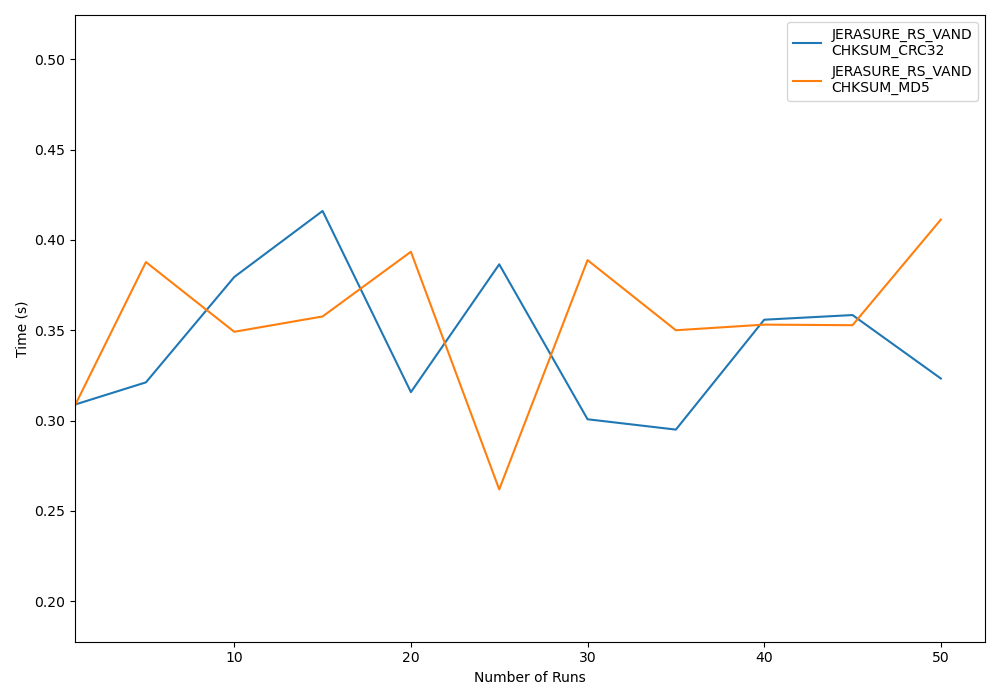 JERASURE_RS_VAND
CHKSUM_CRC32
JERASURE_RS_VAND
CHKSUM_MD5
0.50
0.45
0.40
0.35
0.30
0.25
0.20
Time (s)
10
20
30
40
50
Number of Runs